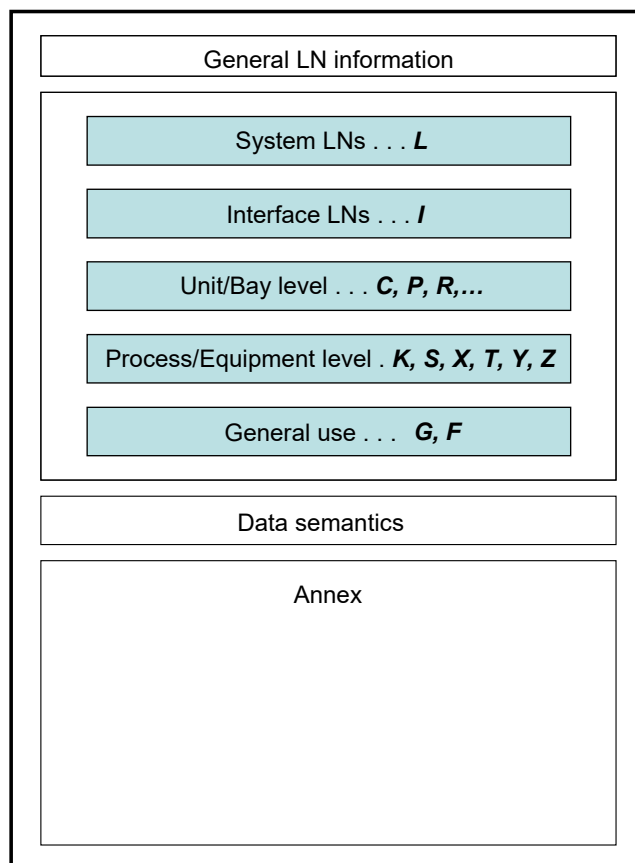 General LN information
System LNs . . . L
Interface LNs . . . I
Unit/Bay level . . . C, P, R,...
Process/Equipment level . K, S, X, T, Y, Z
General use . . . G, F
Data semantics
Annex